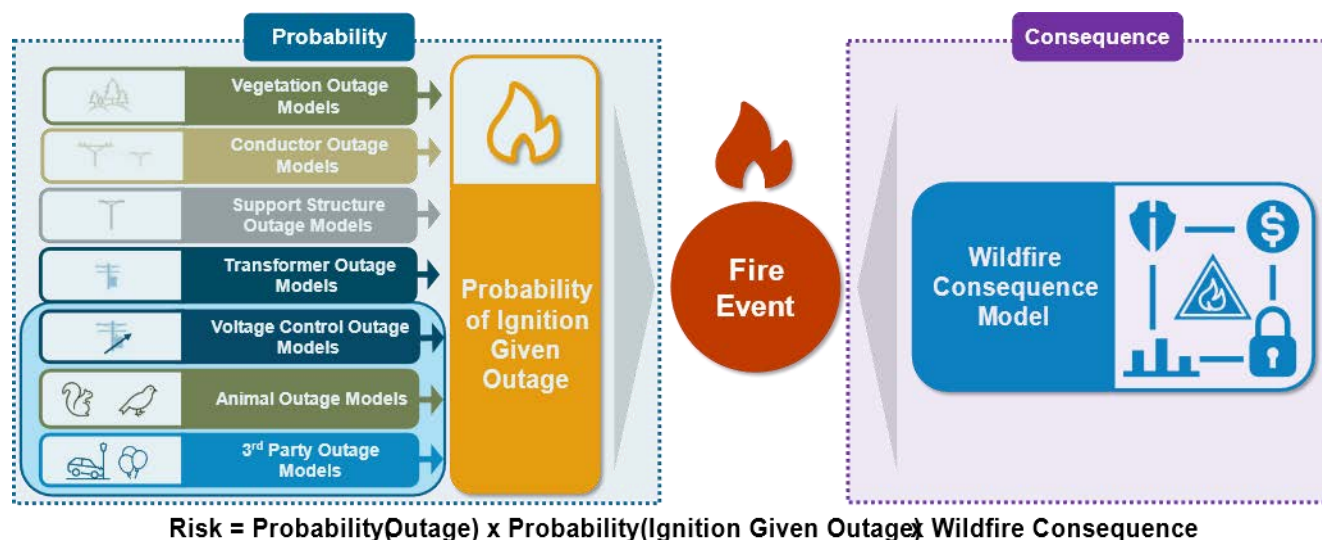 Probability
Consequence
Vegetation Outage
Models
Conductor Outage
Models
Support Structure
Outage Models
Transformer Outage
Models
Voltage Control Outage
Models
Animal Outage Models
3rd Party Outage
Models
Probability
of Ignition
Given
Outage
Fire
Event
Wildfire
Consequence
Model
$
Risk = Probability(Outage) x Probability(Ignition Given Outage) x Wildfire Consequence